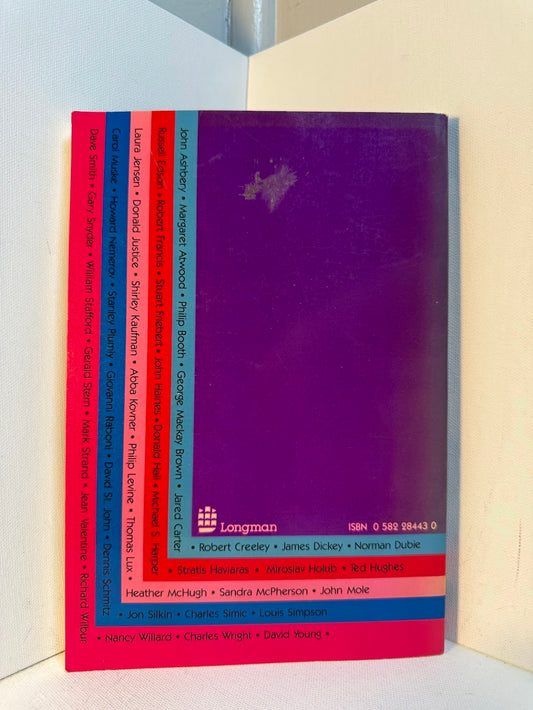 John Ashbery • Margaret Atwood • Philip Booth • George Mackay Brown • Jared Carter
• Robert Creeley • James Dickey • Norman Dubie
Russell Edson • Robert Francis • Stuart Friebert • John Haines • Donald Hall • Michael S. Harper
• Stratis Haviaras • Miroslav Holub • Ted Hughes
Laura Jensen • Donald Justice • Shirley Kaufman • Abba Kovner • Philip Levine • Thomas Lux •
Heather McHugh • Sandra McPherson • John Mole
Carol Muske • Howard Nemerov • Stanley Plumly • Giovanni Raboni • David St. John • Dennis Schmitz
• Jon Silkin • Charles Simic • Louis Simpson
Dave Smith • Gary Snyder • William Stafford • Gerald Stern • Mark Strand • Jean Valentine • Richard Wilbur
• Nancy Willard • Charles Wright • David Young •
Longman
ISBN 0 582 28443 0